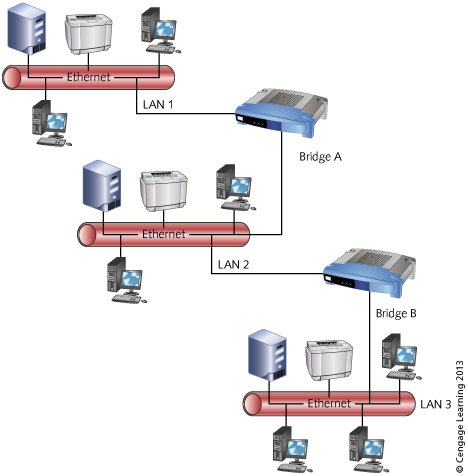 Ethernet
LAN 1
Bridge A
Ethernet
LAN 2
Bridge B
Ethernet
LAN 3
© Cengage Learning 2013